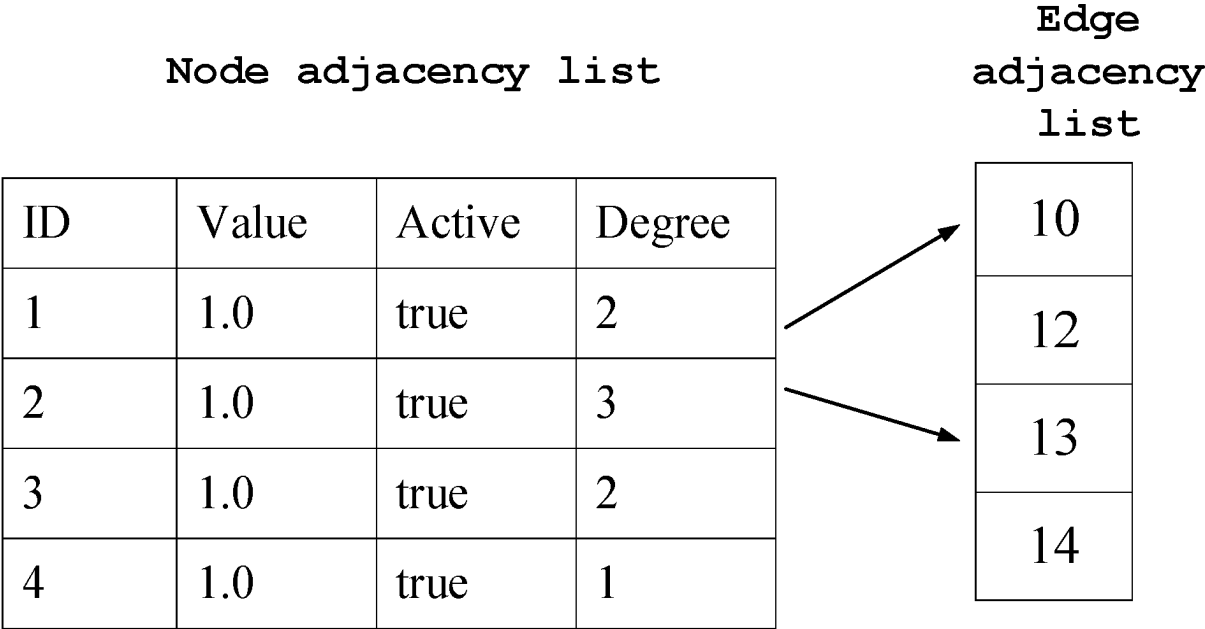 Node adjacency list
Edge
adjacency
list
ID Value Active Degree
1 1.0 true 2
2 1.0 true 3
3 1.0 true 2
4 1.0 true 1
10
12
13
14